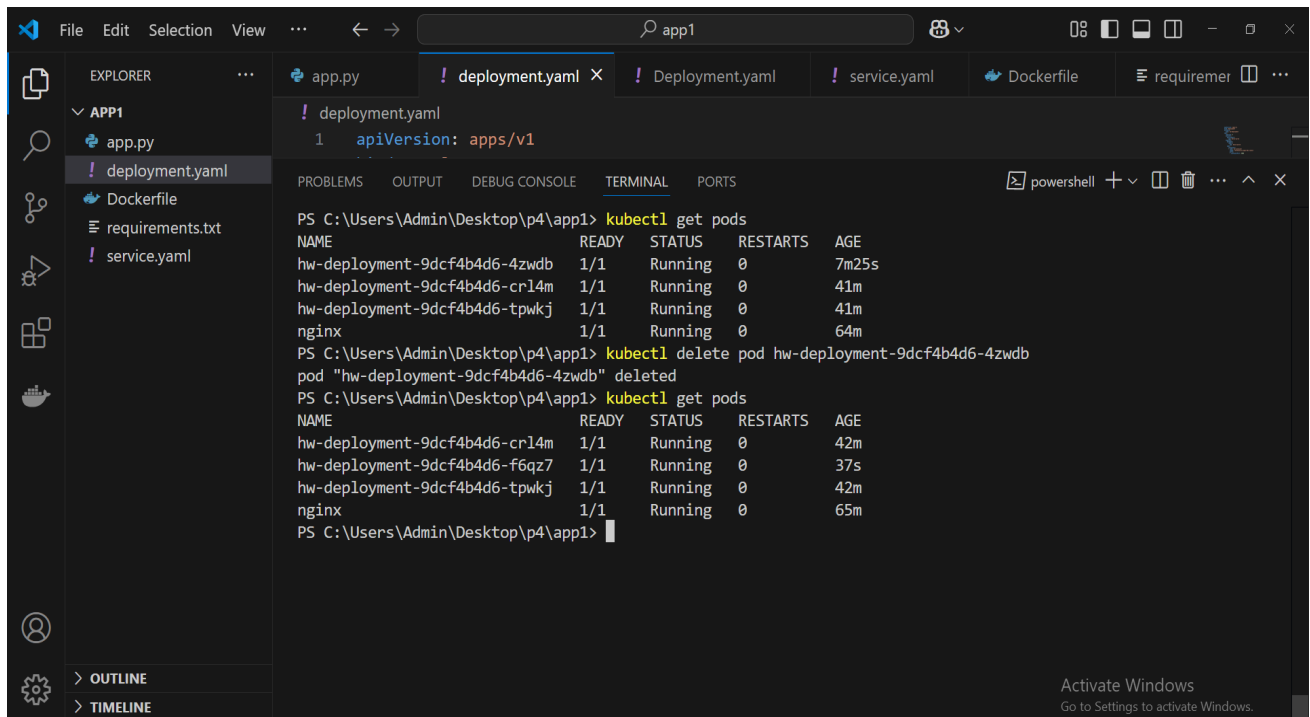 File Edit Selection View ··· app1
EXPLORER ···
APP1
app.py
! deployment.yaml
Dockerfile
requirements.txt
! service.yaml
OUTLINE
TIMELINE
app.py ! deployment.yaml ! Deployment.yaml ! service.yaml Dockerfile requiremer ···
! deployment.yaml
1 apiVersion: apps/v1
PROBLEMS OUTPUT DEBUG CONSOLE TERMINAL PORTS powershell ···
PS C:\Users\Admin\Desktop\p4\app1> kubectl get pods
NAME READY STATUS RESTARTS AGE
hw-deployment-9dcf4b4d6-4zwdb 1/1 Running 0 7m25s
hw-deployment-9dcf4b4d6-crl4m 1/1 Running 0 41m
hw-deployment-9dcf4b4d6-tpwkj 1/1 Running 0 41m
nginx 1/1 Running 0 64m
PS C:\Users\Admin\Desktop\p4\app1> kubectl delete pod hw-deployment-9dcf4b4d6-4zwdb
pod "hw-deployment-9dcf4b4d6-4zwdb" deleted
PS C:\Users\Admin\Desktop\p4\app1> kubectl get pods
NAME READY STATUS RESTARTS AGE
hw-deployment-9dcf4b4d6-crl4m 1/1 Running 0 42m
hw-deployment-9dcf4b4d6-f6qz7 1/1 Running 0 37s
hw-deployment-9dcf4b4d6-tpwkj 1/1 Running 0 42m
nginx 1/1 Running 0 65m
PS C:\Users\Admin\Desktop\p4\app1>
Activate Windows
Go to Settings to activate Windows.